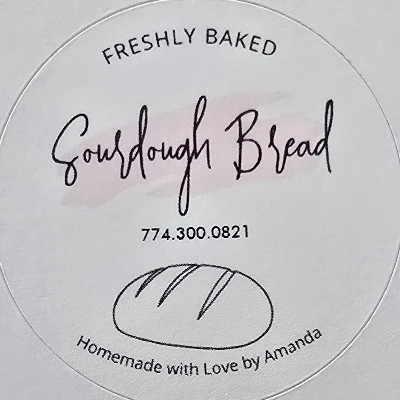 FRESHLY BAKED
Sourdough Bread
774.300.0821
Homemade with Love by Amanda